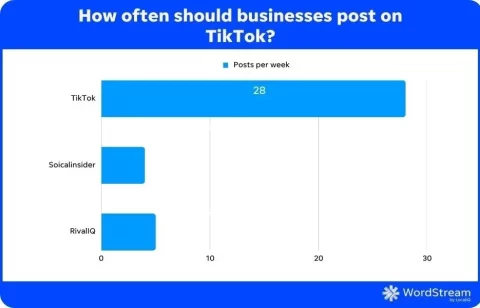 How often should businesses post on
TikTok?
Posts per week
TikTok
28
Soicalinsider
RivalIQ
0
10
20
30
WordStream
by LocaliQ